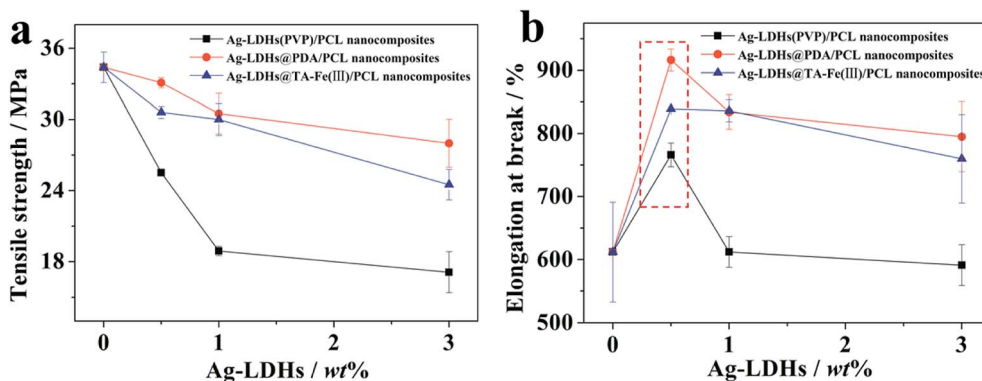 a
Ag-LDHs(PVP)/PCL nanocomposites
Ag-LDHs@PDA/PCL nanocomposites
Ag-LDHs@TA-Fe(Ⅲ)/PCL nanocomposites
Tensile strength / MPa
36
30
24
18
0
1
2
3
Ag-LDHs / wt%
b
Ag-LDHs(PVP)/PCL nanocomposites
Ag-LDHs@PDA/PCL nanocomposites
Ag-LDHs@TA-Fe(Ⅲ)/PCL nanocomposites
Elongation at break / %
900
800
700
600
500
0
1
2
3
Ag-LDHs / wt%